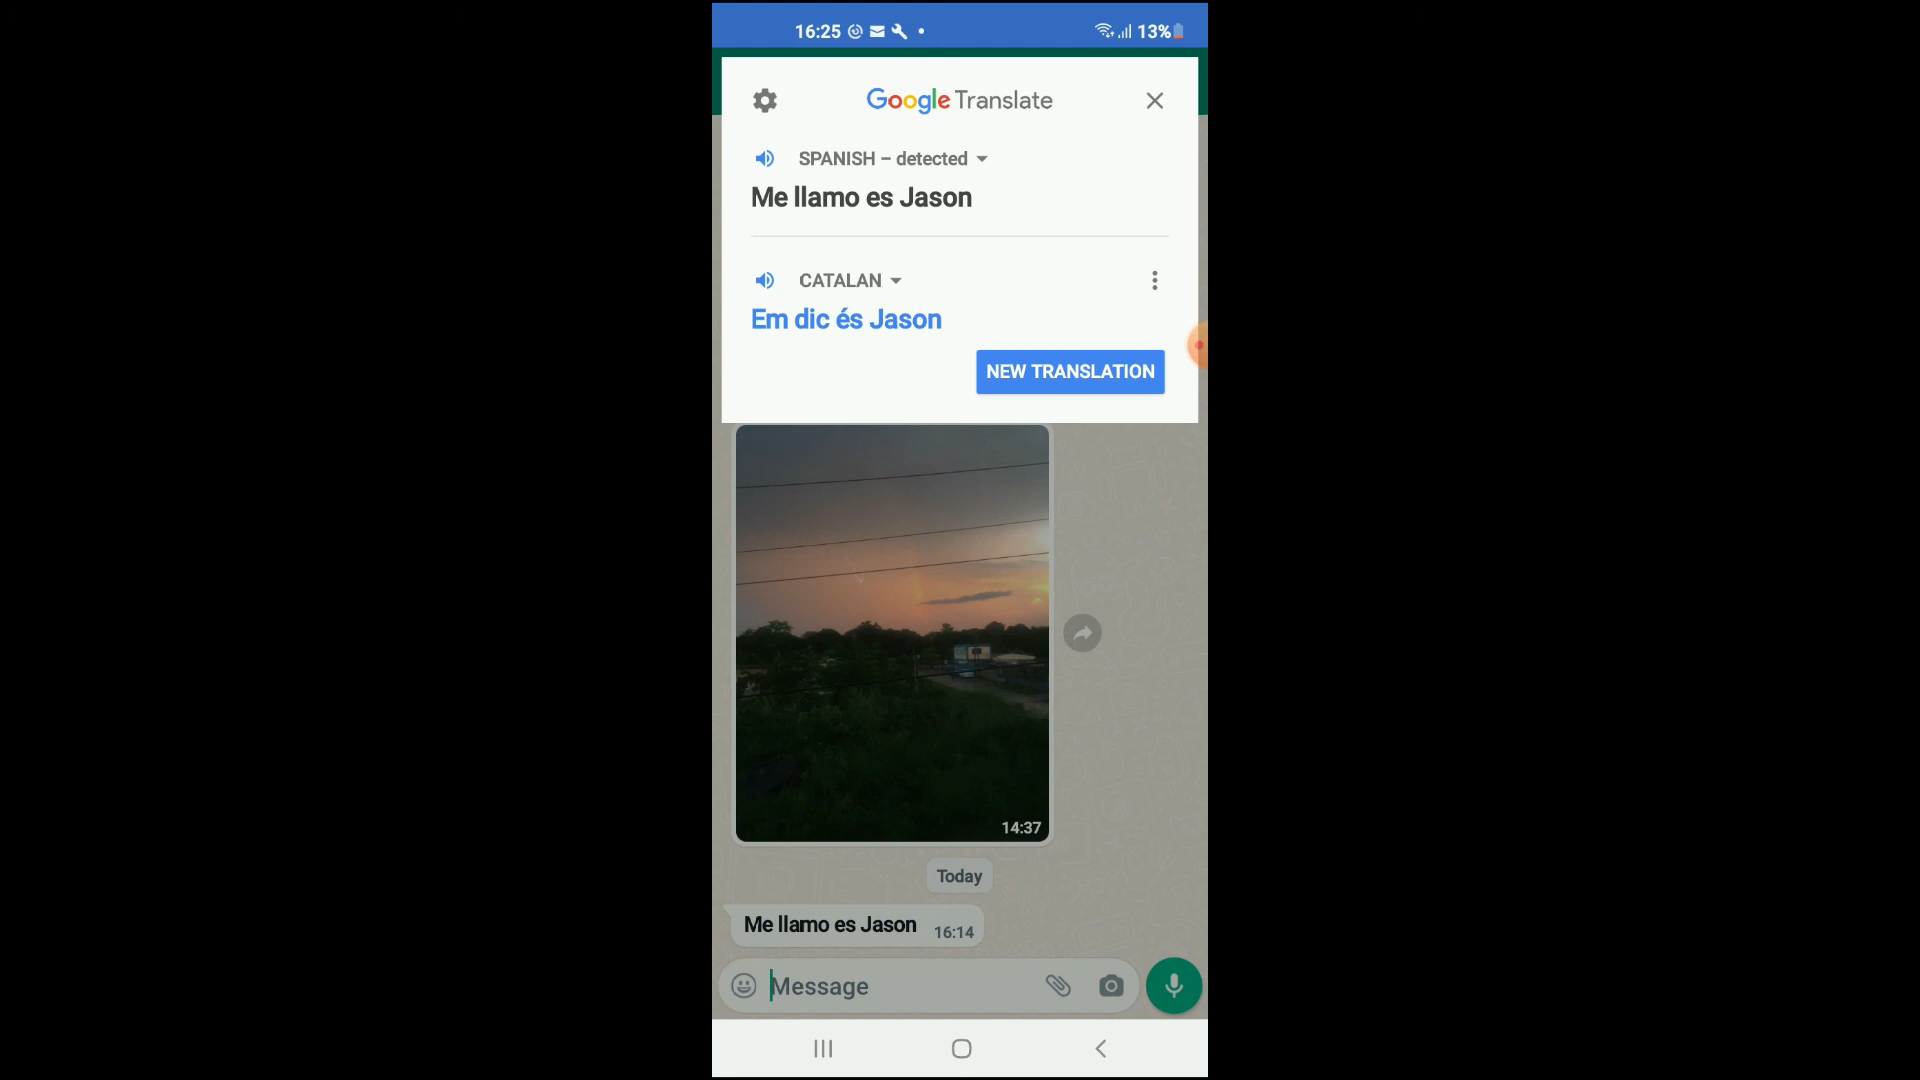 16:25 13%
Google Translate
SPANISH – detected
Me llamo es Jason
CATALAN
Em dic és Jason
NEW TRANSLATION
14:37
Today
Me llamo es Jason 16:14
Message